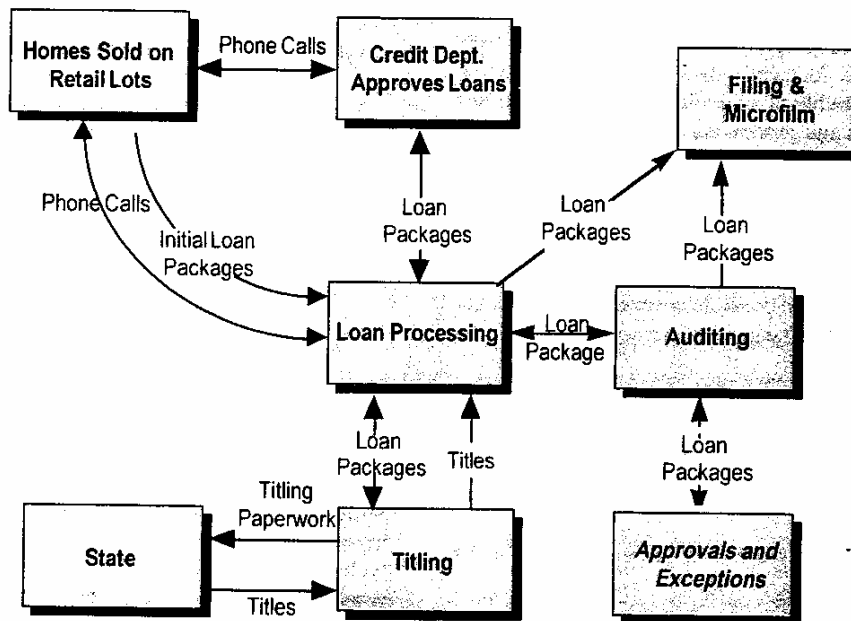 Homes Sold on
Retail Lots
Phone Calls
Credit Dept.
Approves Loans
Filing &
Microfilm
Phone Calls
Initial Loan
Packages
Loan
Packages
Loan
Packages
Loan
Packages
Loan Processing
Loan
Package
Auditing
Loan
Packages
Titles
Loan
Packages
Titling
Paperwork
State
Titling
Approvals and
Exceptions
Titles